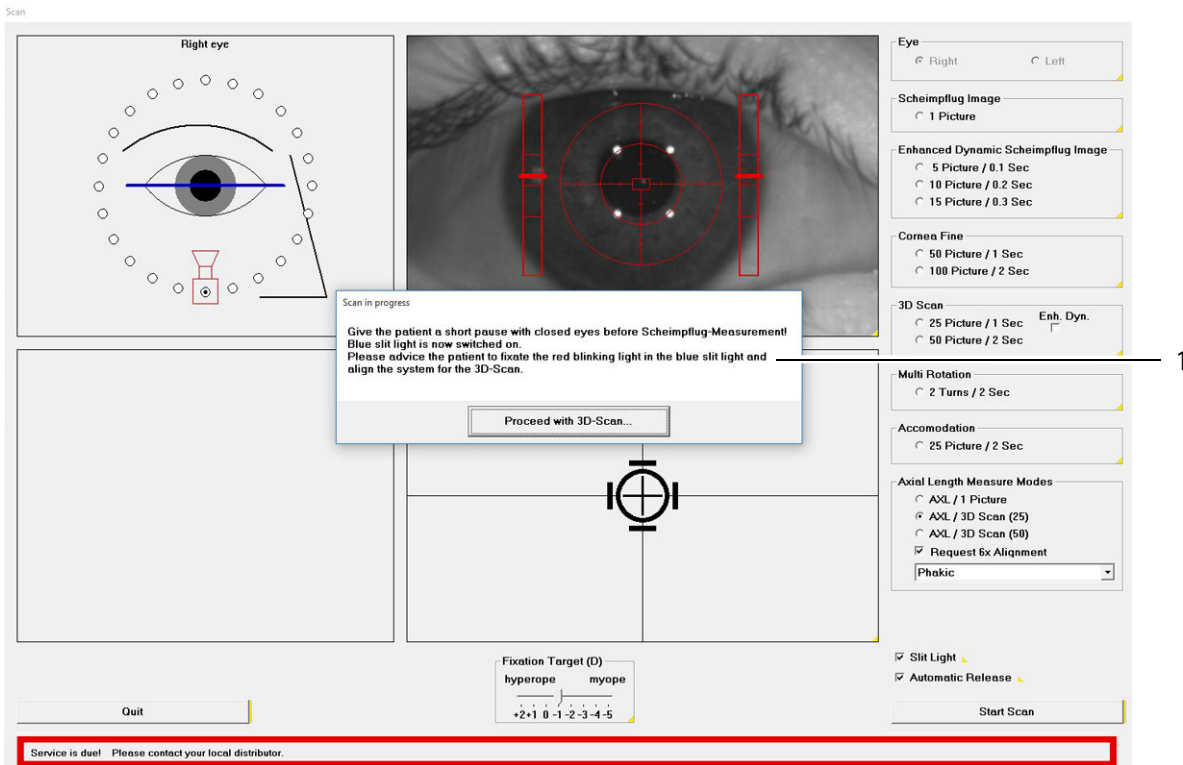 Scan
Right eye
Eye
Right Left
Scheimpflug Image
1 Picture
Enhanced Dynamic Scheimpflug Image
5 Picture / 0.1 Sec
10 Picture / 0.2 Sec
15 Picture / 0.3 Sec
Cornea Fine
50 Picture / 1 Sec
100 Picture / 2 Sec
3D Scan
25 Picture / 1 Sec Enh. Dyn.
50 Picture / 2 Sec
Multi Rotation
2 Turns / 2 Sec
Accomodation
25 Picture / 2 Sec
Axial Length Measure Modes
AXL / 1 Picture
AXL / 3D Scan (25)
AXL / 3D Scan (50)
Request 6x Alignment
Phakic
Scan in progress
Give the patient a short pause with closed eyes before Scheimpflug-Measurement!
Blue slit light is now switched on.
Please advice the patient to fixate the red blinking light in the blue slit light and
align the system for the 3D-Scan.
Proceed with 3D-Scan...
1
Fixation Target (D)
hyperope myope
+2+1 0 -1 -2 -3 -4 -5
Slit Light
Automatic Release
Quit
Start Scan
Service is due! Please contact your local distributor.